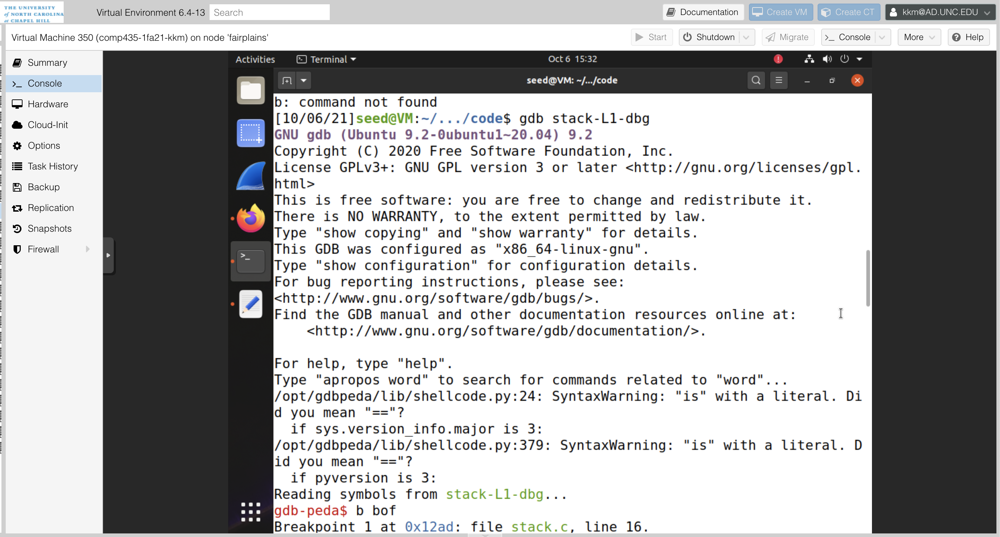 THE UNIVERSITY
of NORTH CAROLINA
at CHAPEL HILL
Virtual Environment 6.4-13
Search
Documentation
Create VM
Create CT
kkm@AD.UNC.EDU
Virtual Machine 350 (comp435-1fa21-kkm) on node 'fairplains'
Start
Shutdown
Migrate
>_ Console
More
Help
Summary
>_ Console
Hardware
Cloud-Init
Options
Task History
Backup
Replication
Snapshots
Firewall
Activities
Terminal
Oct 6 15:32
seed@VM: ~/.../code
b: command not found
[10/06/21]seed@VM:~/.../code$ gdb stack-L1-dbg
GNU gdb (Ubuntu 9.2-0ubuntu1~20.04) 9.2
Copyright (C) 2020 Free Software Foundation, Inc.
License GPLv3+: GNU GPL version 3 or later <http://gnu.org/licenses/gpl.
html>
This is free software: you are free to change and redistribute it.
There is NO WARRANTY, to the extent permitted by law.
Type "show copying" and "show warranty" for details.
This GDB was configured as "x86_64-linux-gnu".
Type "show configuration" for configuration details.
For bug reporting instructions, please see:
<http://www.gnu.org/software/gdb/bugs/>.
Find the GDB manual and other documentation resources online at:
    <http://www.gnu.org/software/gdb/documentation/>.
For help, type "help".
Type "apropos word" to search for commands related to "word"...
/opt/gdbpeda/lib/shellcode.py:24: SyntaxWarning: "is" with a literal. Di
d you mean "=="?
  if sys.version_info.major is 3:
/opt/gdbpeda/lib/shellcode.py:379: SyntaxWarning: "is" with a literal. D
id you mean "=="?
  if pyversion is 3:
Reading symbols from stack-L1-dbg...
gdb-peda$ b bof
Breakpoint 1 at 0x12ad: file stack.c, line 16.